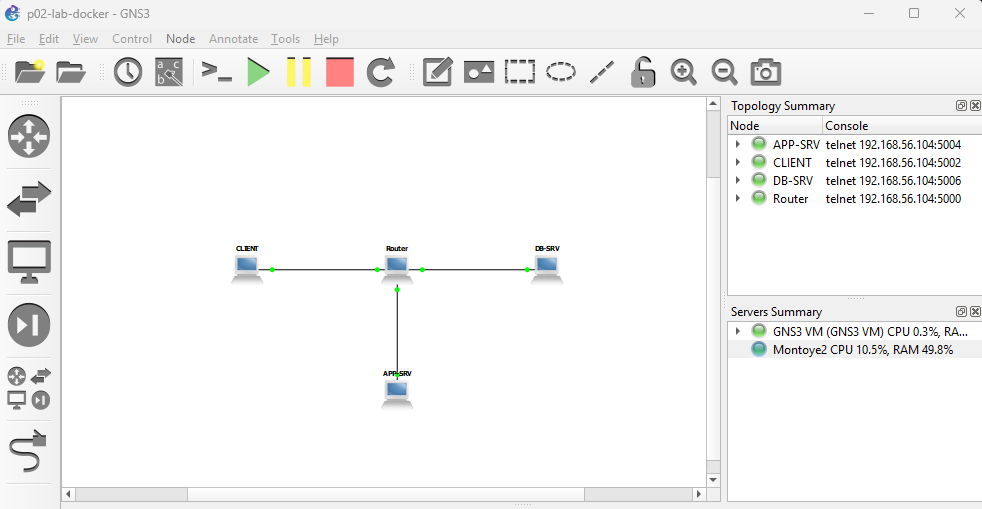 p02-lab-docker - GNS3
File Edit View Control Node Annotate Tools Help
Topology Summary
Node Console
APP-SRV telnet 192.168.56.104:5004
CLIENT telnet 192.168.56.104:5002
DB-SRV telnet 192.168.56.104:5006
Router telnet 192.168.56.104:5000
CLIENT
Router
DB-SRV
APP-SRV
Servers Summary
GNS3 VM (GNS3 VM) CPU 0.3%, RA...
Montoye2 CPU 10.5%, RAM 49.8%